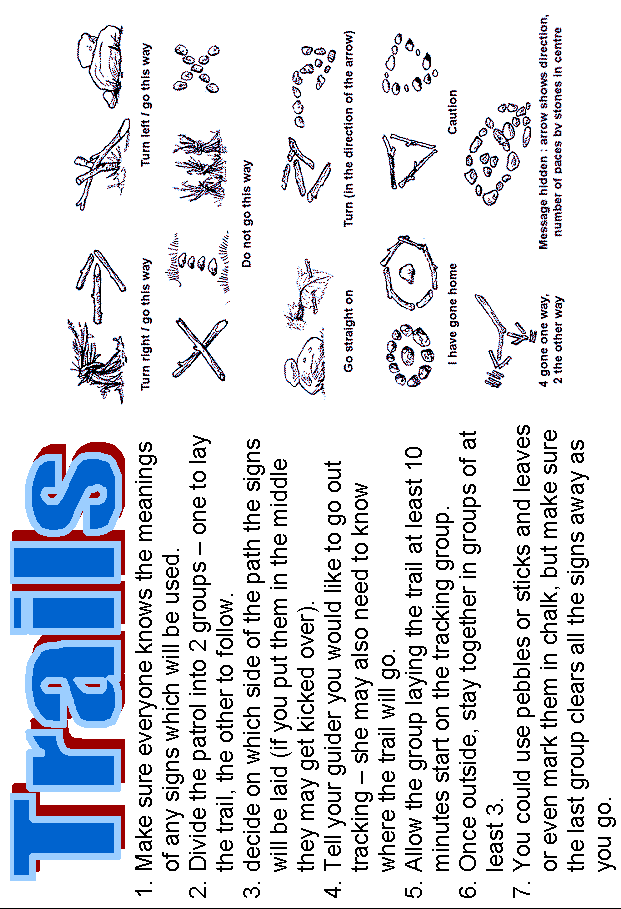 Trails
1. Make sure everyone knows the meanings
of any signs which will be used.
2. Divide the patrol into 2 groups – one to lay
the trail, the other to follow.
3. decide on which side of the path the signs
will be laid (if you put them in the middle
they may get kicked over).
4. Tell your guider you would like to go out
tracking – she may also need to know
where the trail will go.
5. Allow the group laying the trail at least 10
minutes start on the tracking group.
6. Once outside, stay together in groups of at
least 3.
7. You could use pebbles or sticks and leaves
or even mark them in chalk, but make sure
the last group clears all the signs away as
you go.
Turn right / go this way
Turn left / go this way
Do not go this way
Go straight on
Turn (in the direction of the arrow)
I have gone home
Caution
4 gone one way,
2 the other way
Message hidden : arrow shows direction,
number of paces by stones in centre